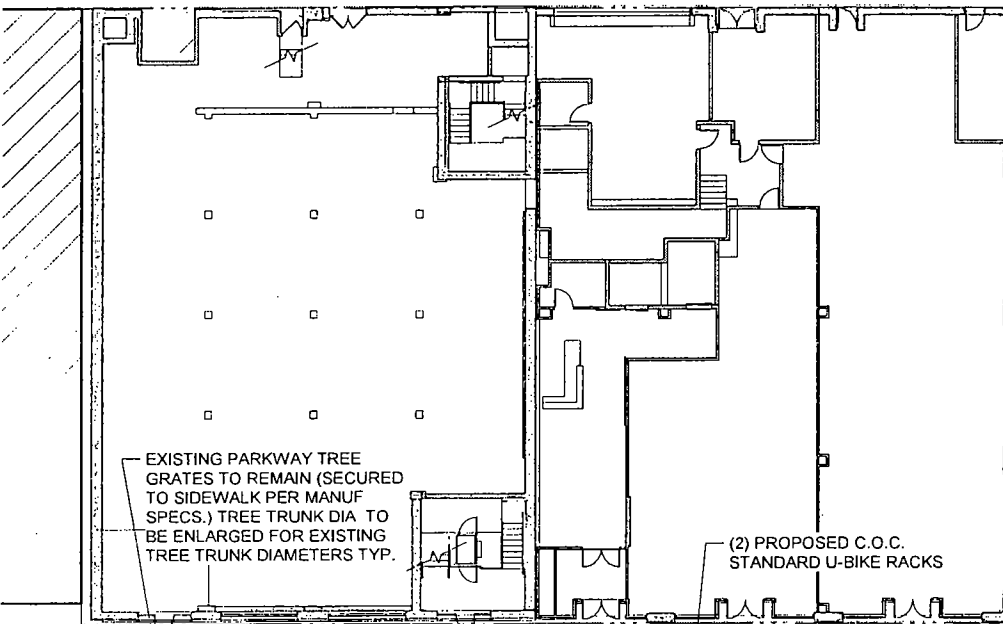 EXISTING PARKWAY TREE
GRATES TO REMAIN (SECURED
TO SIDEWALK PER MANUF
SPECS.) TREE TRUNK DIA TO
BE ENLARGED FOR EXISTING
TREE TRUNK DIAMETERS TYP.
(2) PROPOSED C.O.C.
STANDARD U-BIKE RACKS